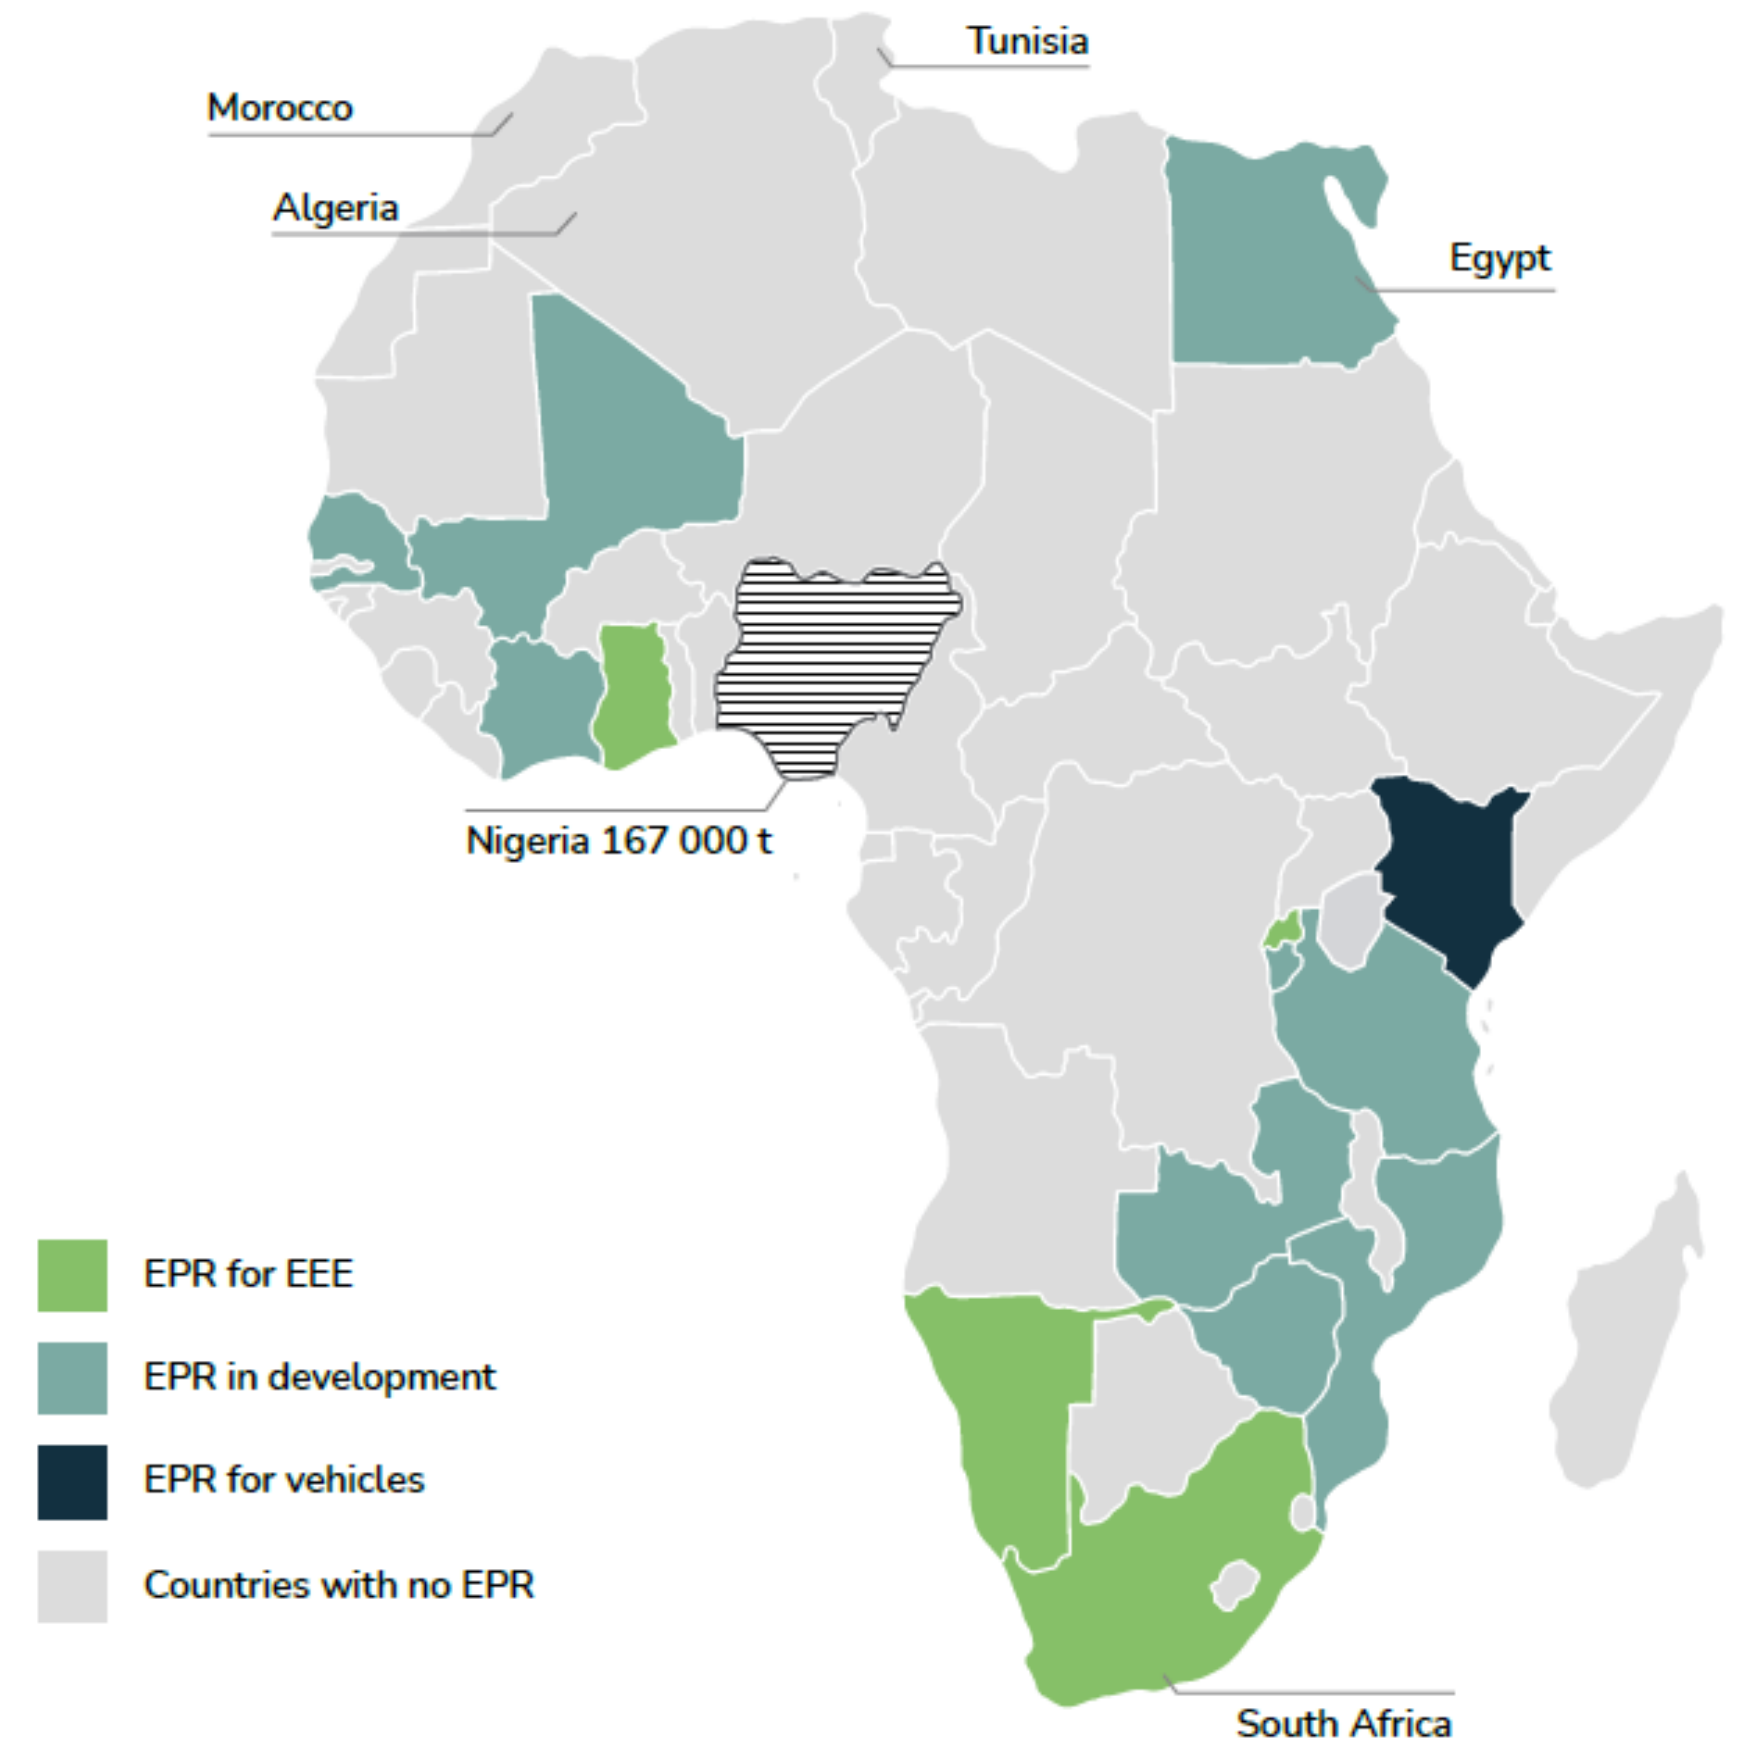 Tunisia
Morocco
Algeria
Egypt
Nigeria 167 000 t
EPR for EEE
EPR in development
EPR for vehicles
Countries with no EPR
South Africa